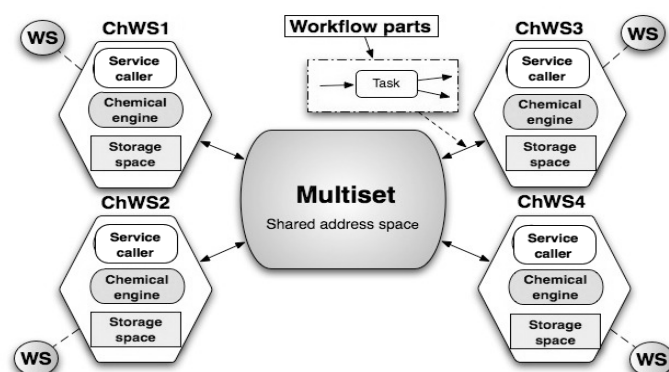 WS
ChWS1
Service
caller
Chemical
engine
Storage
space
Workflow parts
Task
ChWS3
WS
Service
caller
Chemical
engine
Storage
space
Multiset
Shared address space
ChWS2
Service
caller
Chemical
engine
Storage
space
WS
ChWS4
Service
caller
Chemical
engine
Storage
space
WS